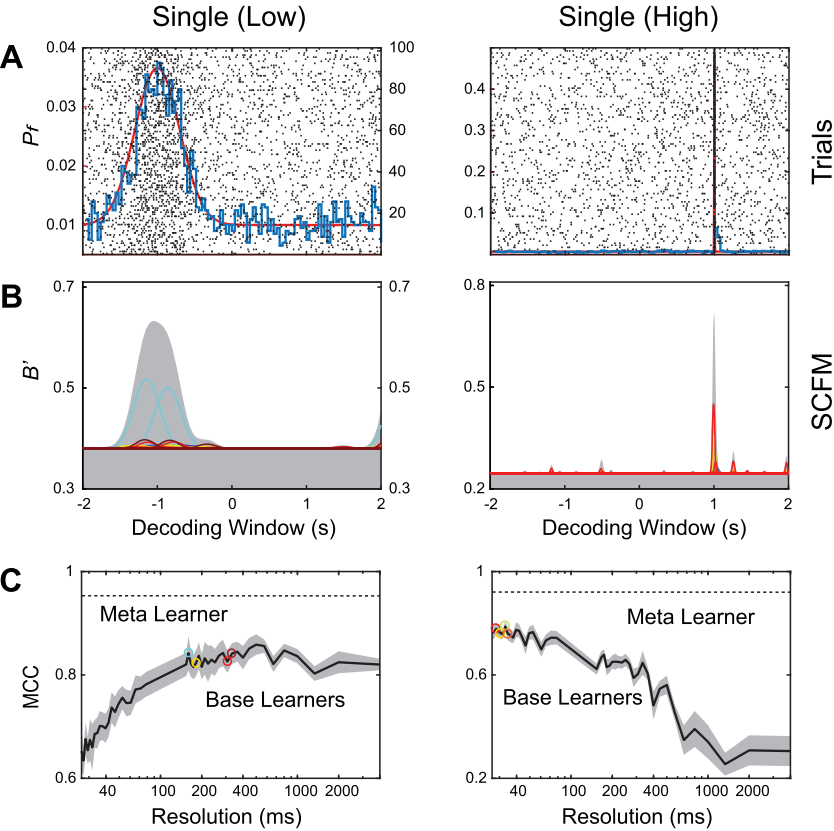 Single (Low) Single (High)
A
0.04 100
80 0.4
0.03
Pf 60 0.3 Trials
0.02 40 0.2
20 0.1
0.01
B
0.7 0.7 0.8
B’ 0.5 0.5 0.5 SCFM
0.3 0.3 0.2
-2 -1 0 1 2 -2 -1 0 1 2
Decoding Window (s) Decoding Window (s)
C
1 1
Meta Learner Meta Learner
MCC 0.8 0.6
Base Learners Base Learners
0.6 0.2
40 100 200 400 1000 2000 40 100 200 400 1000 2000
Resolution (ms) Resolution (ms)